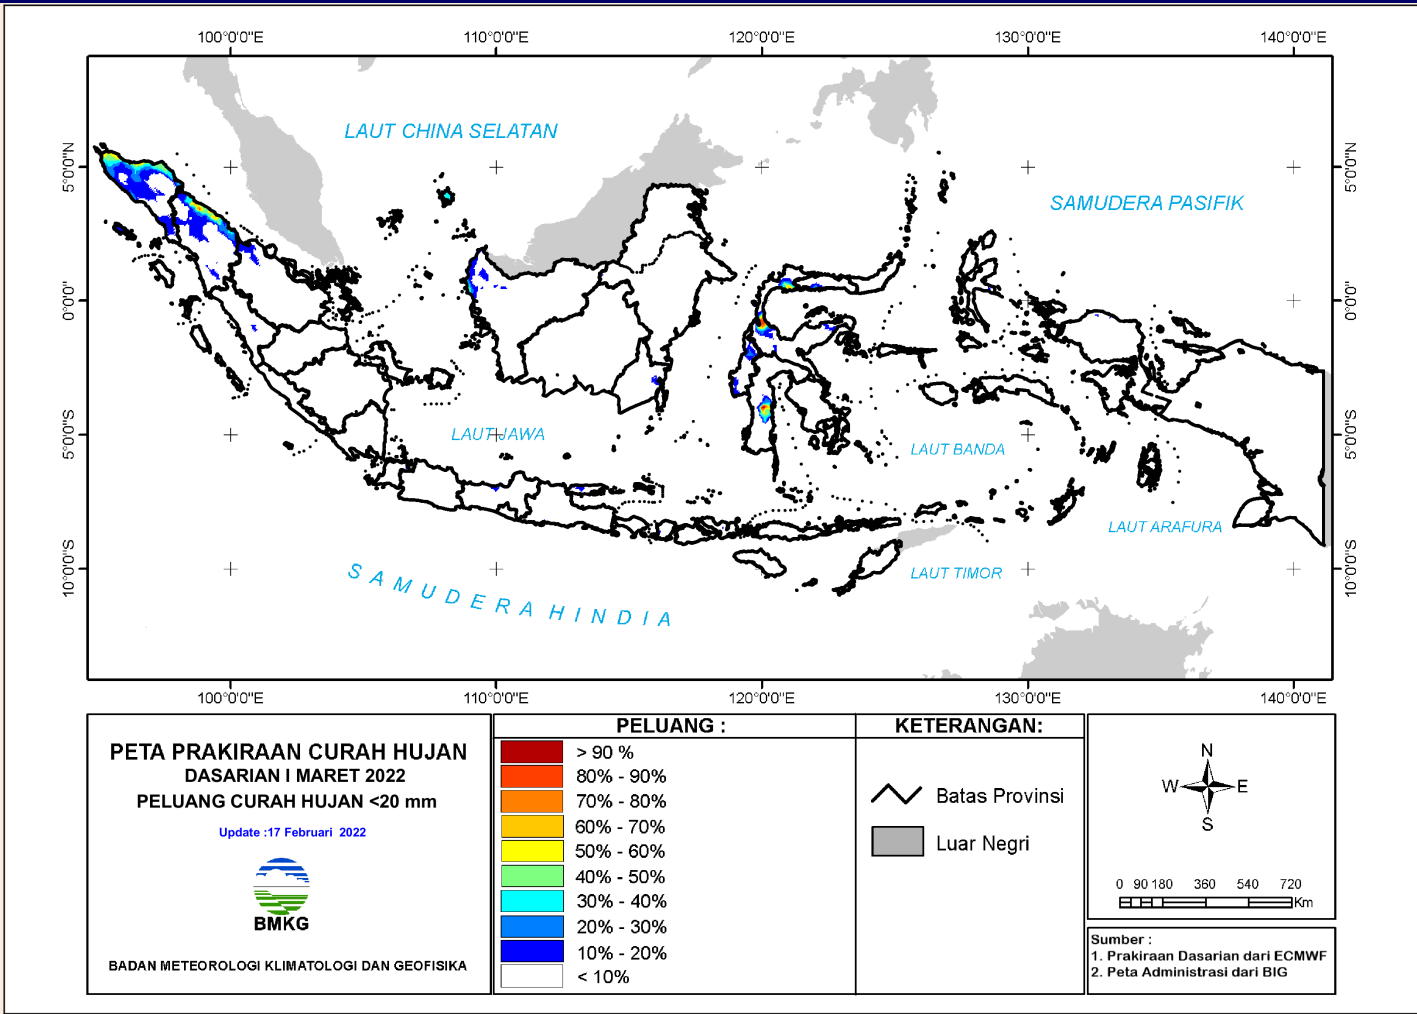 100°0'0"E 110°0'0"E 120°0'0"E 130°0'0"E 140°0'0"E
LAUT CHINA SELATAN
5°0'0"N 5°0'0"N
SAMUDERA PASIFIK
0°0'0" 0°0'0"
5°0'0"S 5°0'0"S
LAUT JAWA
LAUT BANDA
LAUT ARAFURA
10°0'0"S 10°0'0"S
LAUT TIMOR
SAMUDERA HINDIA
100°0'0"E 110°0'0"E 120°0'0"E 130°0'0"E 140°0'0"E
PETA PRAKIRAAN CURAH HUJAN
DASARIAN I MARET 2022
PELUANG CURAH HUJAN <20 mm
Update :17 Februari 2022
BMKG
BADAN METEOROLOGI KLIMATOLOGI DAN GEOFISIKA
PELUANG :
> 90 %
80% - 90%
70% - 80%
60% - 70%
50% - 60%
40% - 50%
30% - 40%
20% - 30%
10% - 20%
< 10%
KETERANGAN:
Batas Provinsi
Luar Negri
N
W E
S
0 90 180 360 540 720
Km
Sumber :
1. Prakiraan Dasarian dari ECMWF
2. Peta Administrasi dari BIG